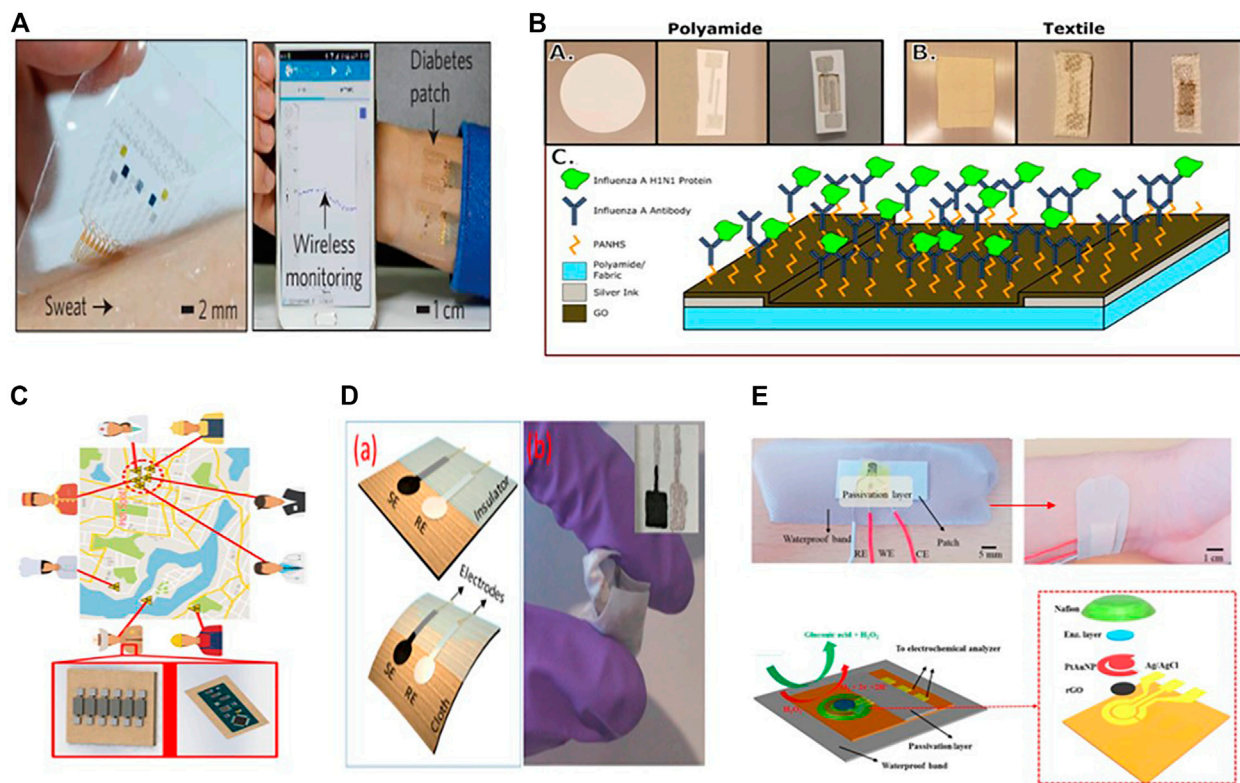 A
Sweat
2 mm
Diabetes
patch
Wireless
monitoring
1 cm
B
Polyamide
Textile
A.
B.
C.
Influenza A H1N1 Protein
Influenza A Antibody
PANHS
Polyamide/
Fabric
Silver Ink
GO
C
D
(a)
SE
RE
Insulator
Electrodes
SE
RE
Cloth
(b)
E
Passivation layer
Waterproof band
RE
WE
CE
Patch
5 mm
1 cm
Gluconic acid + H₂O₂
H₂O₂
To electrochemical analyzer
Passivation layer
Waterproof band
Nafion
Enz. layer
PtAuNP
Ag/AgCl
rGO